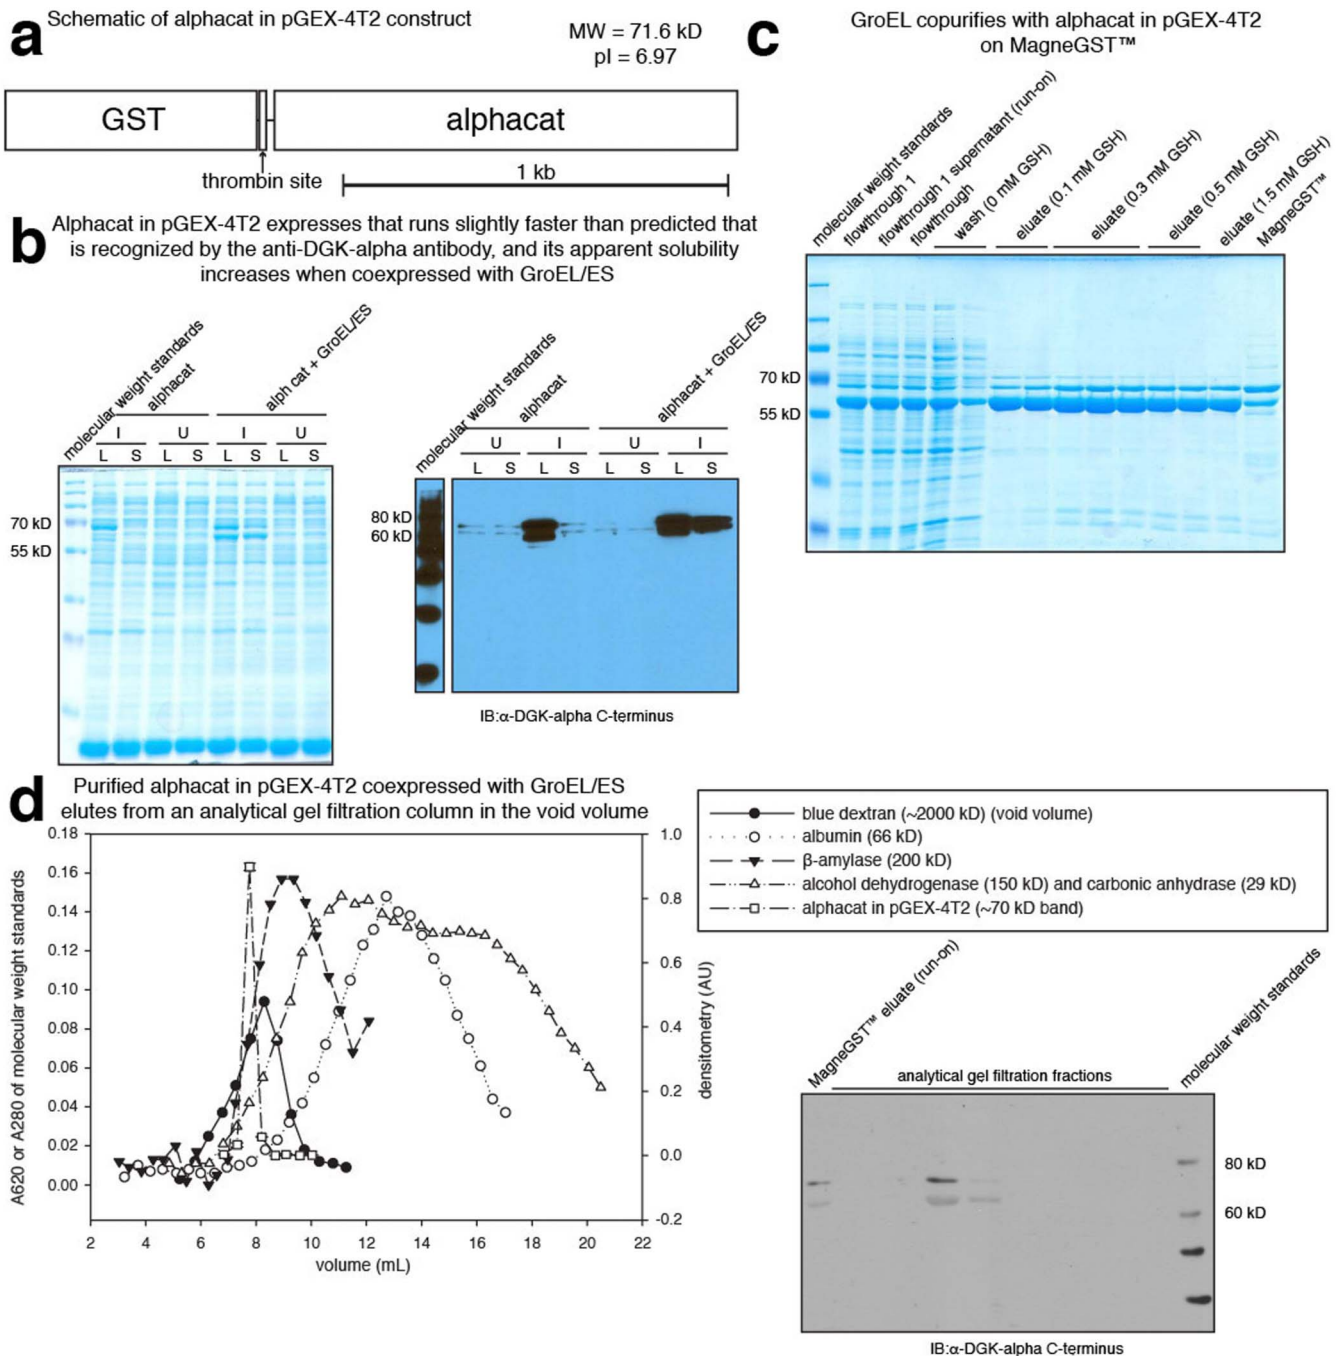 a Schematic of alphacat in pGEX-4T2 construct
MW = 71.6 kD
pI = 6.97
GST
alphacat
thrombin site
1 kb
b Alphacat in pGEX-4T2 expresses that runs slightly faster than predicted that
is recognized by the anti-DGK-alpha antibody, and its apparent solubility
increases when coexpressed with GroEL/ES
molecular weight standards
alphacat
alph cat + GroEL/ES
I U I U
L S L S L S L S
70 kD
55 kD
molecular weight standards
alphacat
alphacat + GroEL/ES
U I U I
L S L S L S L S
80 kD
60 kD
IB:α-DGK-alpha C-terminus
c GroEL copurifies with alphacat in pGEX-4T2
on MagneGST™
molecular weight standards
flowthrough 1
flowthrough 1 supernatant (run-on)
flowthrough
wash (0 mM GSH)
eluate (0.1 mM GSH)
eluate (0.3 mM GSH)
eluate (0.5 mM GSH)
eluate (1.5 mM GSH)
MagneGST™
70 kD
55 kD
d Purified alphacat in pGEX-4T2 coexpressed with GroEL/ES
elutes from an analytical gel filtration column in the void volume
A620 or A280 of molecular weight standards
0.18
0.16
0.14
0.12
0.10
0.08
0.06
0.04
0.02
0.00
2 4 6 8 10 12 14 16 18 20 22
volume (mL)
1.0
0.8
0.6
0.4
0.2
0.0
-0.2
densitometry (AU)
blue dextran (~2000 kD) (void volume)
albumin (66 kD)
β-amylase (200 kD)
alcohol dehydrogenase (150 kD) and carbonic anhydrase (29 kD)
alphacat in pGEX-4T2 (~70 kD band)
MagneGST™ eluate (run-on)
analytical gel filtration fractions
molecular weight standards
80 kD
60 kD
IB:α-DGK-alpha C-terminus